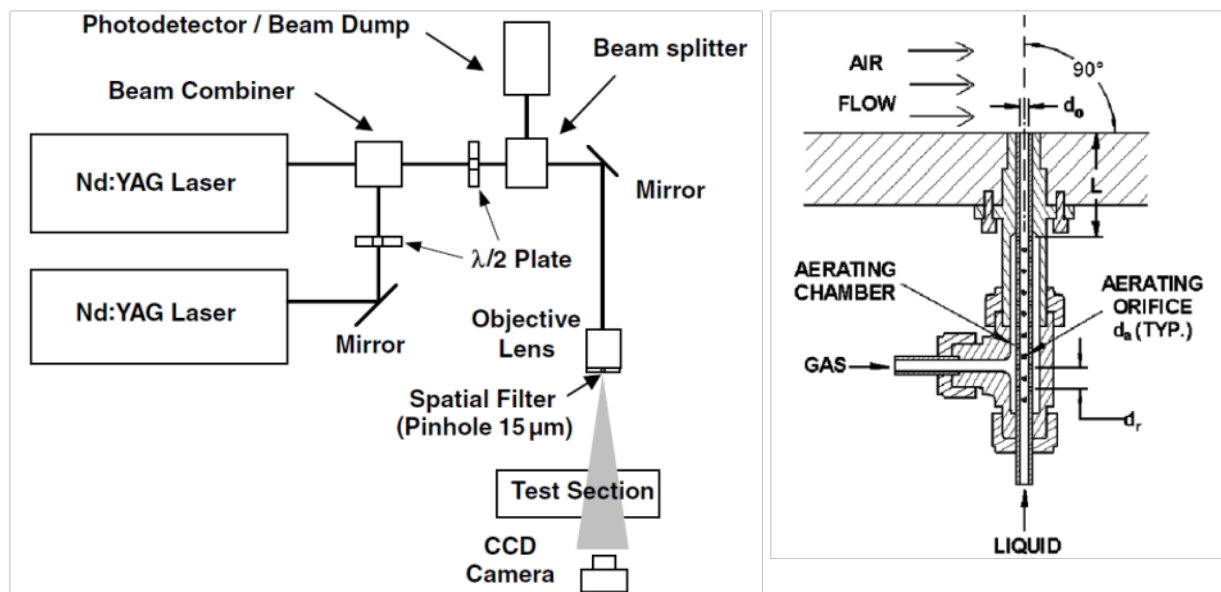 Photodetector / Beam Dump
Beam splitter
Beam Combiner
Nd:YAG Laser
Mirror
λ/2 Plate
Nd:YAG Laser
Mirror
Objective
Lens
Spatial Filter
(Pinhole 15 µm)
Test Section
CCD
Camera
AIR
FLOW
90°
d₀
L
AERATING
CHAMBER
AERATING
ORIFICE
dₐ (TYP.)
GAS
dᵣ
LIQUID